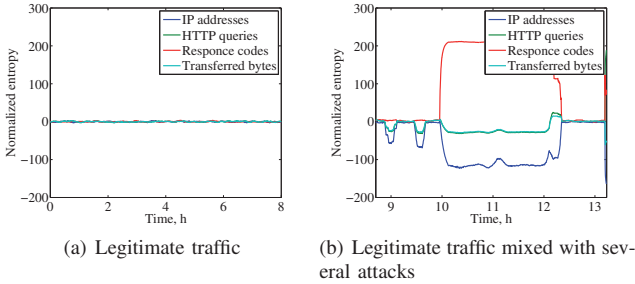 300
200
100
0
−100
−200
Normalized entropy
IP addresses
HTTP queries
Responce codes
Transferred bytes
0 2 4 6 8
Time, h
(a) Legitimate traffic
300
200
100
0
−100
−200
Normalized entropy
IP addresses
HTTP queries
Responce codes
Transferred bytes
9 10 11 12 13
Time, h
(b) Legitimate traffic mixed with sev-
eral attacks